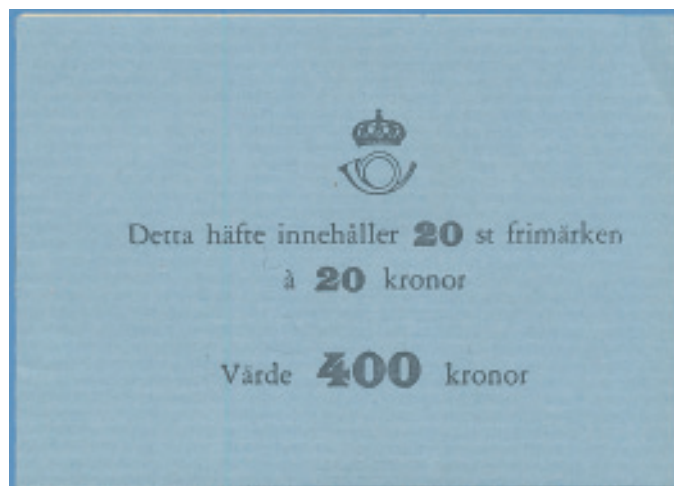 Detta häfte innehåller 20 st frimärken
à 20 kronor
Värde 400 kronor